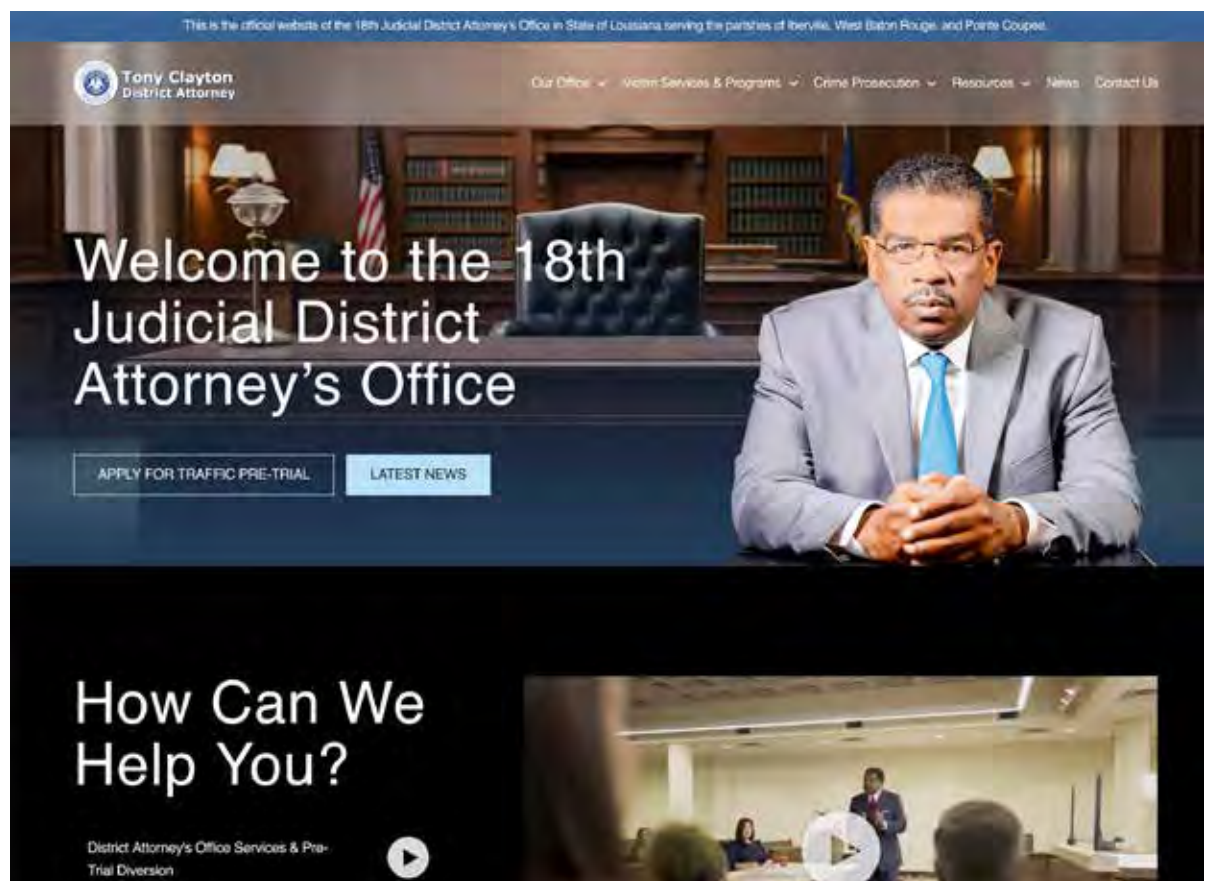 This is the official website of the 18th Judicial District Attorney's Office in State of Louisiana serving the parishes of Iberville, West Baton Rouge, and Pointe Coupee.
Tony Clayton
District Attorney
Our Office
Victim Services & Programs
Crime Prosecution
Resources
News
Contact Us
Welcome to the 18th
Judicial District
Attorney's Office
APPLY FOR TRAFFIC PRE-TRIAL
LATEST NEWS
How Can We
Help You?
District Attorney's Office Services & Pre-
Trial Diversion